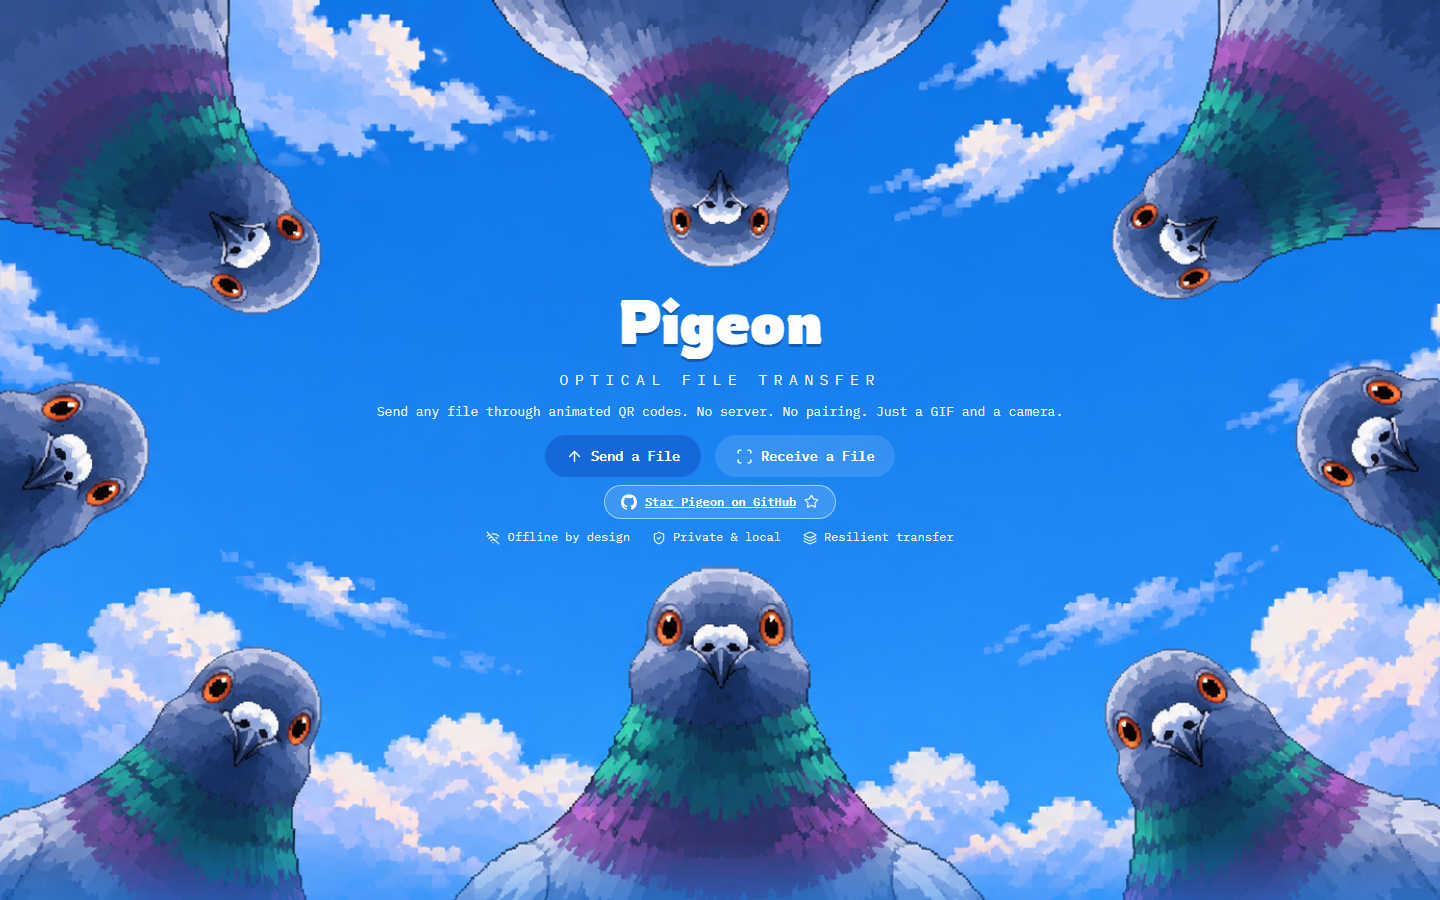 Pigeon
OPTICAL FILE TRANSFER
Send any file through animated QR codes. No server. No pairing. Just a GIF and a camera.
Send a File Receive a File
Star Pigeon on GitHub
Offline by design Private & local Resilient transfer